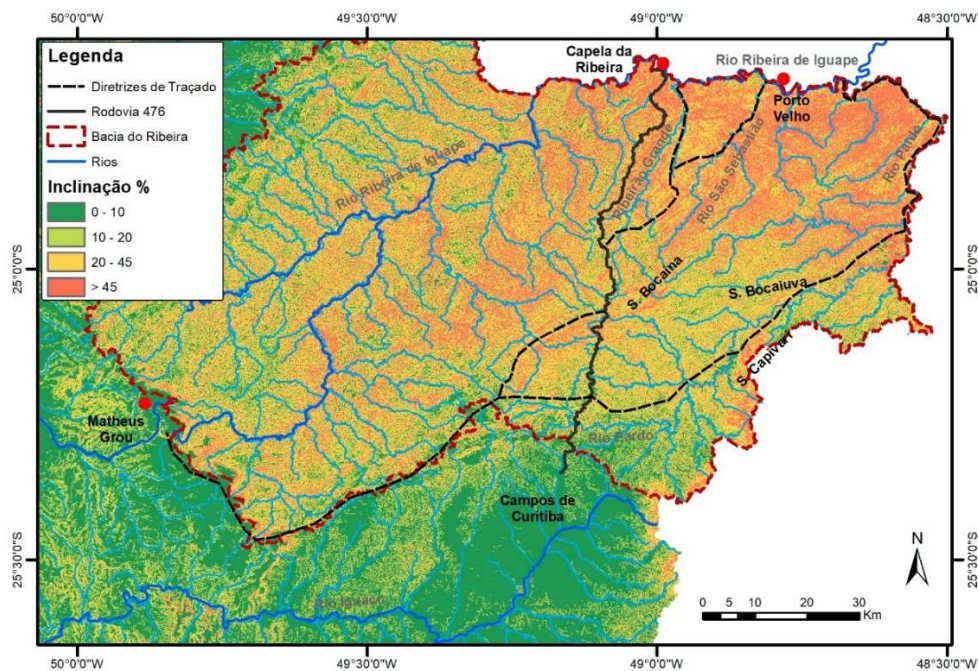 50°0'0"W
49°30'0"W
49°0'0"W
48°30'0"W
Legenda
Diretrizes de Traçado
Rodovia 476
Bacia do Ribeira
Rios
Inclinação %
0 - 10
10 - 20
20 - 45
> 45
Capela da
Ribeira
Rio Ribeira de Iguape
Porto
Velho
Rio Ribeira de Iguape
Ribeirão Grande
Rio São Sebastião
Rio Pardo
25°0'0"S
25°0'0"S
S. Bocaina
S. Bocaiuva
S. Capivari
Matheus
Grou
Rio Pardo
Campos de
Curitiba
25°30'0"S
25°30'0"S
Rio Iguaçu
N
0 5 10 20 30
Km
50°0'0"W
49°30'0"W
49°0'0"W
48°30'0"W